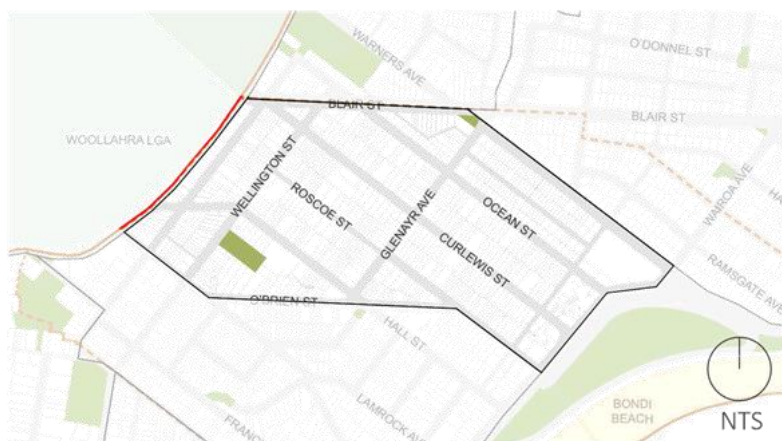 WARNERS AVE
O'DONNEL ST
BLAIR ST
BLAIR ST
WOOLLAHRA LGA
WELLINGTON ST
ROSCOE ST
GLENAYR AVE
OCEAN ST
CURLEWIS ST
WAIROA AVE
RAMSGATE AVE
O'BRIEN ST
HALL ST
LAMROCK AVE
BONDI
BEACH
NTS